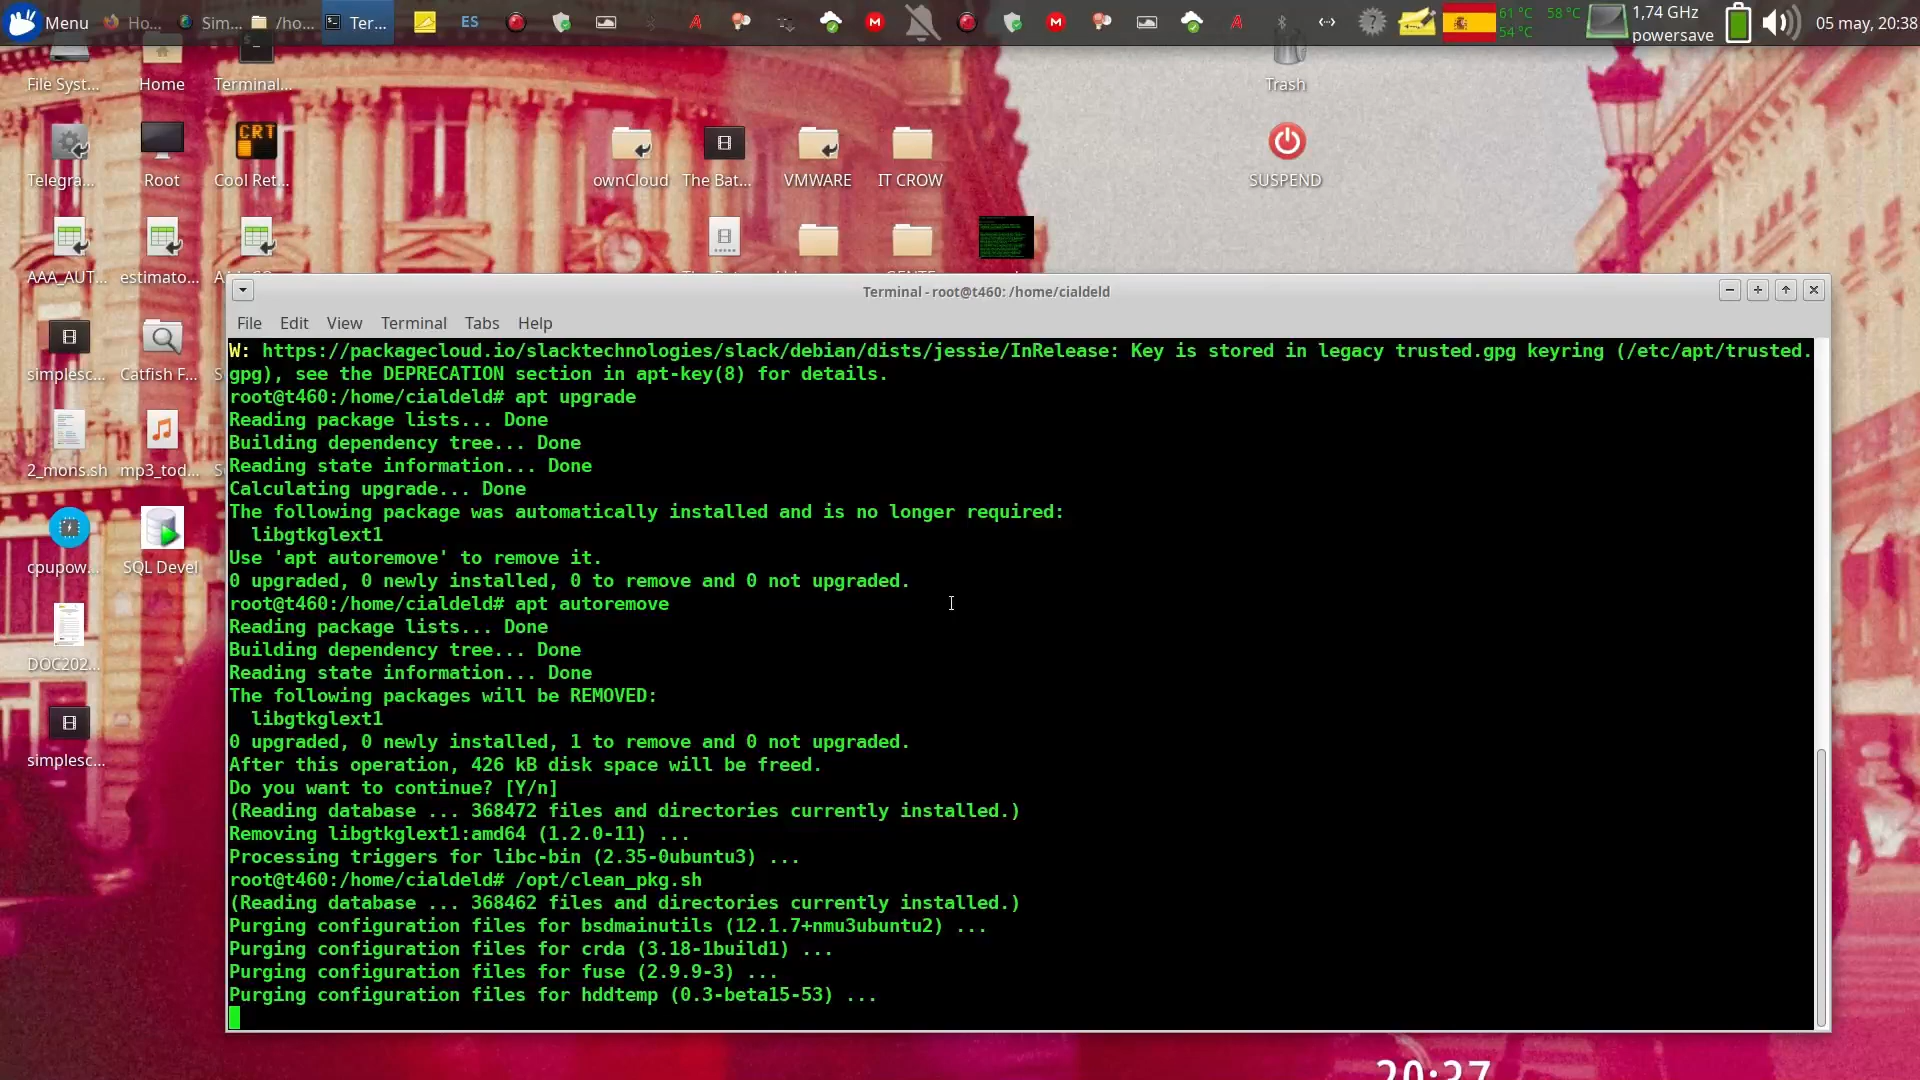 Menu Ho... Sim... /ho... Ter... ES 61 °C 58 °C 54 °C 1,74 GHz powersave 05 may, 20:38
File Syst... Home Terminal... Trash
CRT
Telegra... Root Cool Ret... ownCloud The Bat... VMWARE IT CROW SUSPEND
AAA_AUT... estimato...
Terminal - root@t460: /home/cialdeld
File Edit View Terminal Tabs Help
simplesc... Catfish F...
2_mons.sh mp3_tod...
cpupow... SQL Devel
DOC202...
simplesc...
W: https://packagecloud.io/slacktechnologies/slack/debian/dists/jessie/InRelease: Key is stored in legacy trusted.gpg keyring (/etc/apt/trusted.
gpg), see the DEPRECATION section in apt-key(8) for details.
root@t460:/home/cialdeld# apt upgrade
Reading package lists... Done
Building dependency tree... Done
Reading state information... Done
Calculating upgrade... Done
The following package was automatically installed and is no longer required:
libgtkglext1
Use 'apt autoremove' to remove it.
0 upgraded, 0 newly installed, 0 to remove and 0 not upgraded.
root@t460:/home/cialdeld# apt autoremove
Reading package lists... Done
Building dependency tree... Done
Reading state information... Done
The following packages will be REMOVED:
libgtkglext1
0 upgraded, 0 newly installed, 1 to remove and 0 not upgraded.
After this operation, 426 kB disk space will be freed.
Do you want to continue? [Y/n]
(Reading database ... 368472 files and directories currently installed.)
Removing libgtkglext1:amd64 (1.2.0-11) ...
Processing triggers for libc-bin (2.35-0ubuntu3) ...
root@t460:/home/cialdeld# /opt/clean_pkg.sh
(Reading database ... 368462 files and directories currently installed.)
Purging configuration files for bsdmainutils (12.1.7+nmu3ubuntu2) ...
Purging configuration files for crda (3.18-1build1) ...
Purging configuration files for fuse (2.9.9-3) ...
Purging configuration files for hddtemp (0.3-beta15-53) ...
20:37